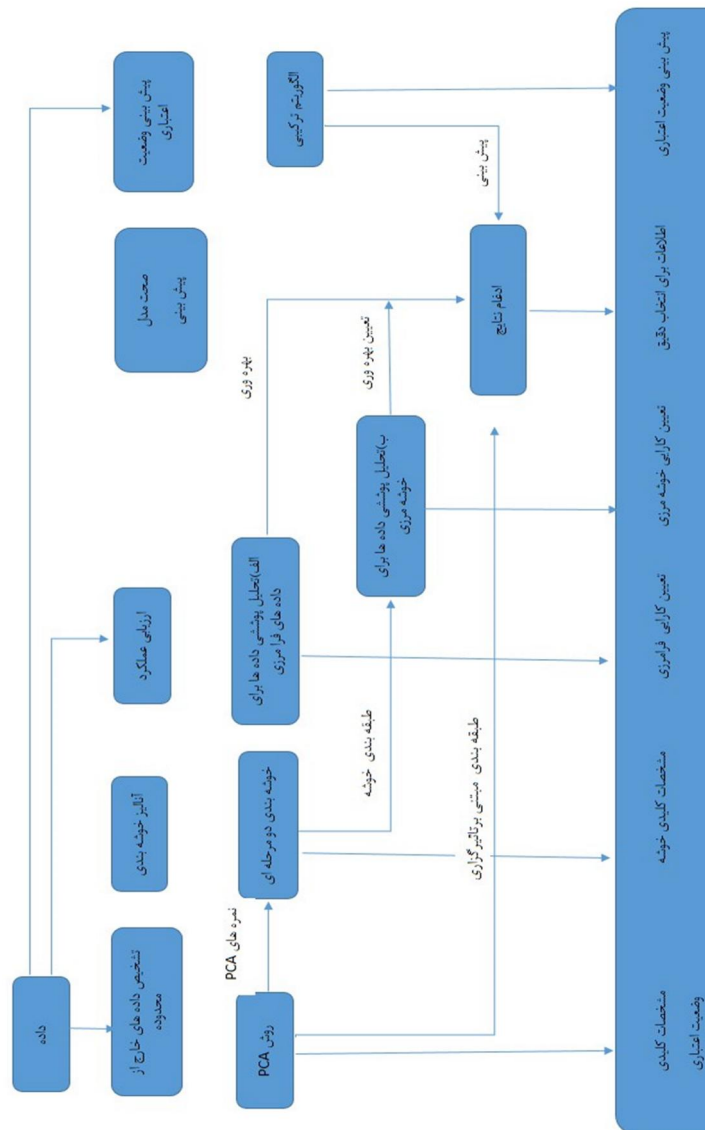 داده
تشخیص داده های خارج از
محدوده
آنالیز خوشه بندی
ارزیابی عملکرد
پیش بینی
صحت مدل
پیش بینی وضعیت
اعتباری
روش PCA
نمره های PCA
خوشه بندی دو مرحله ای
الف)تحلیل پوششی داده ها برای
داده های فرا مرزی
الگوریتم ترکیبی
طبقه بندی خوشه
ب)تحلیل پوششی داده ها برای
خوشه مرزی
بهره وری
تعیین بهره وری
پیش بینی
طبقه بندی مبتنی برتاثیرگزاری
ادغام نتایج
مشخصات کلیدی
وضعیت اعتباری
مشخصات کلیدی خوشه
تعیین کارایی فرامرزی
تعیین کارایی خوشه مرزی
اطلاعات برای انتخاب دقیق
پیش بینی وضعیت اعتباری